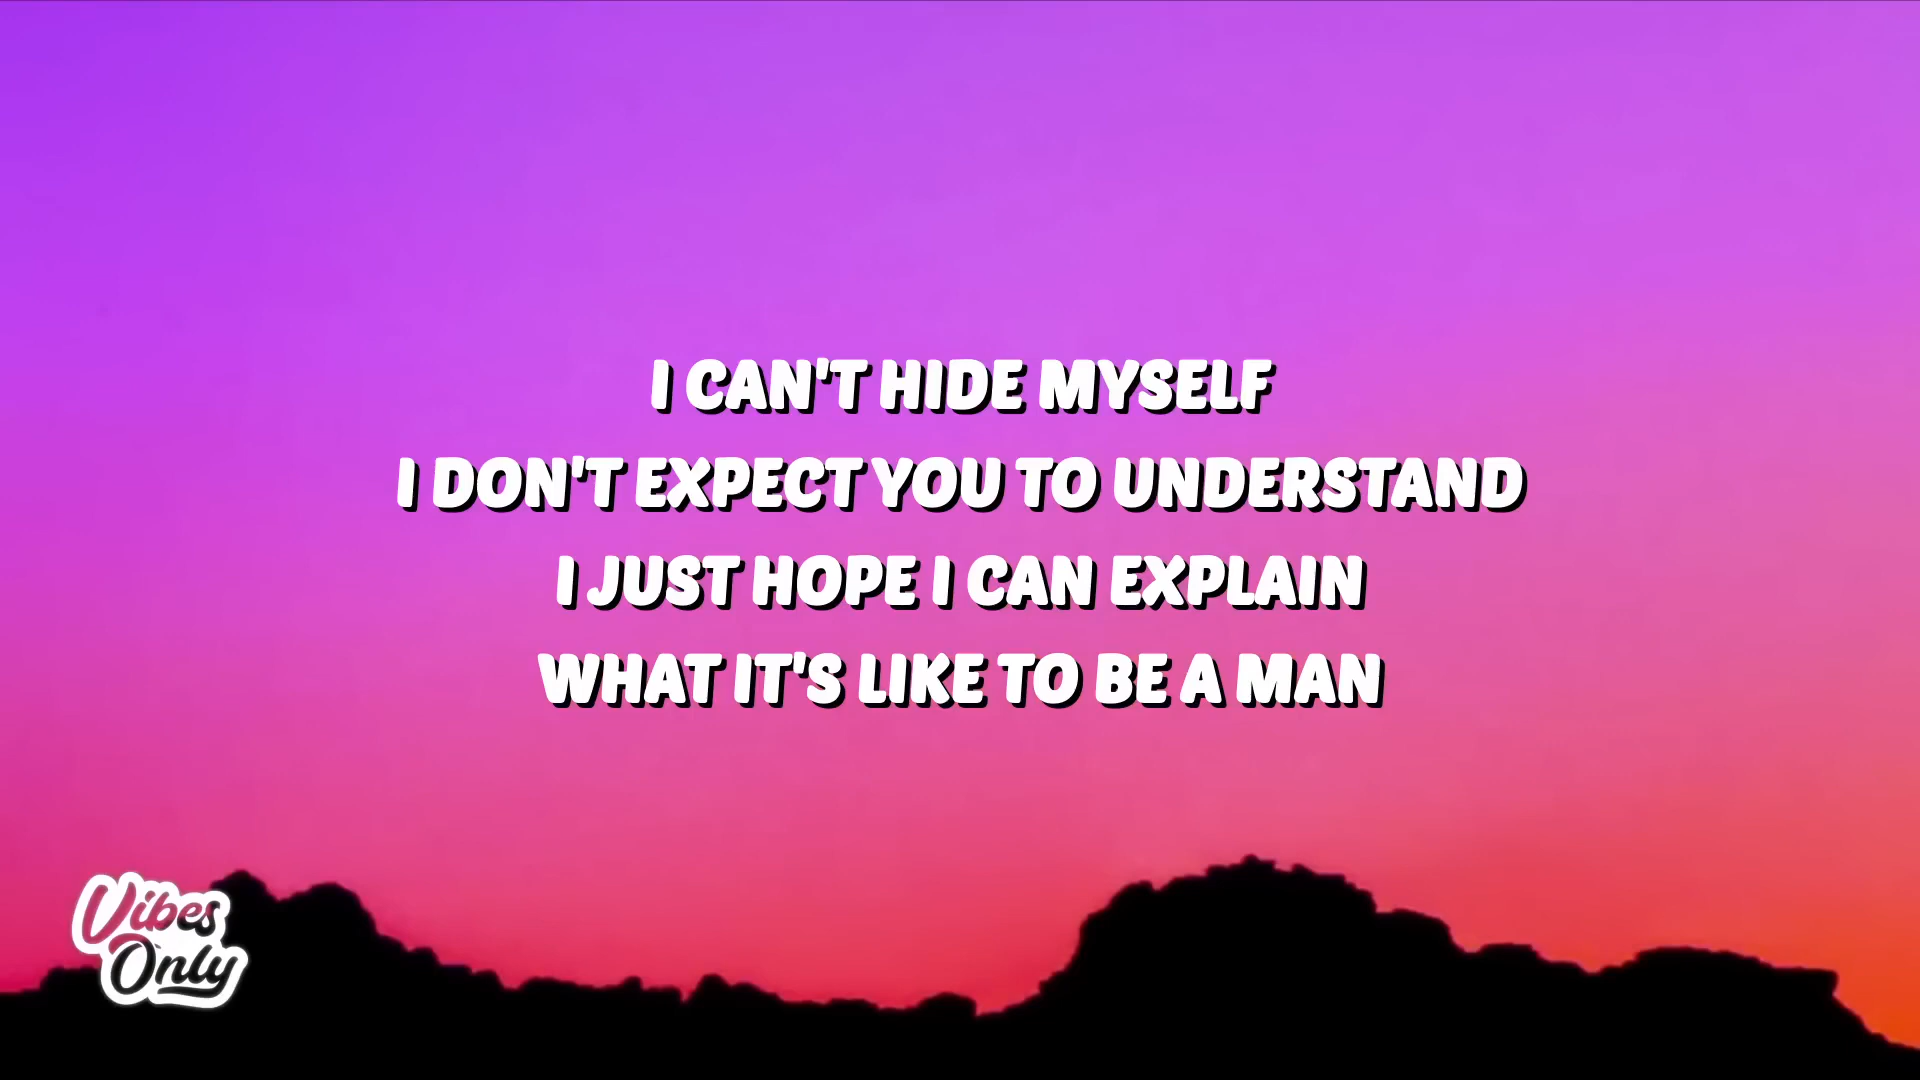 I CAN'T HIDE MYSELF
I DON'T EXPECT YOU TO UNDERSTAND
I JUST HOPE I CAN EXPLAIN
WHAT IT'S LIKE TO BE A MAN
Vibes
Only